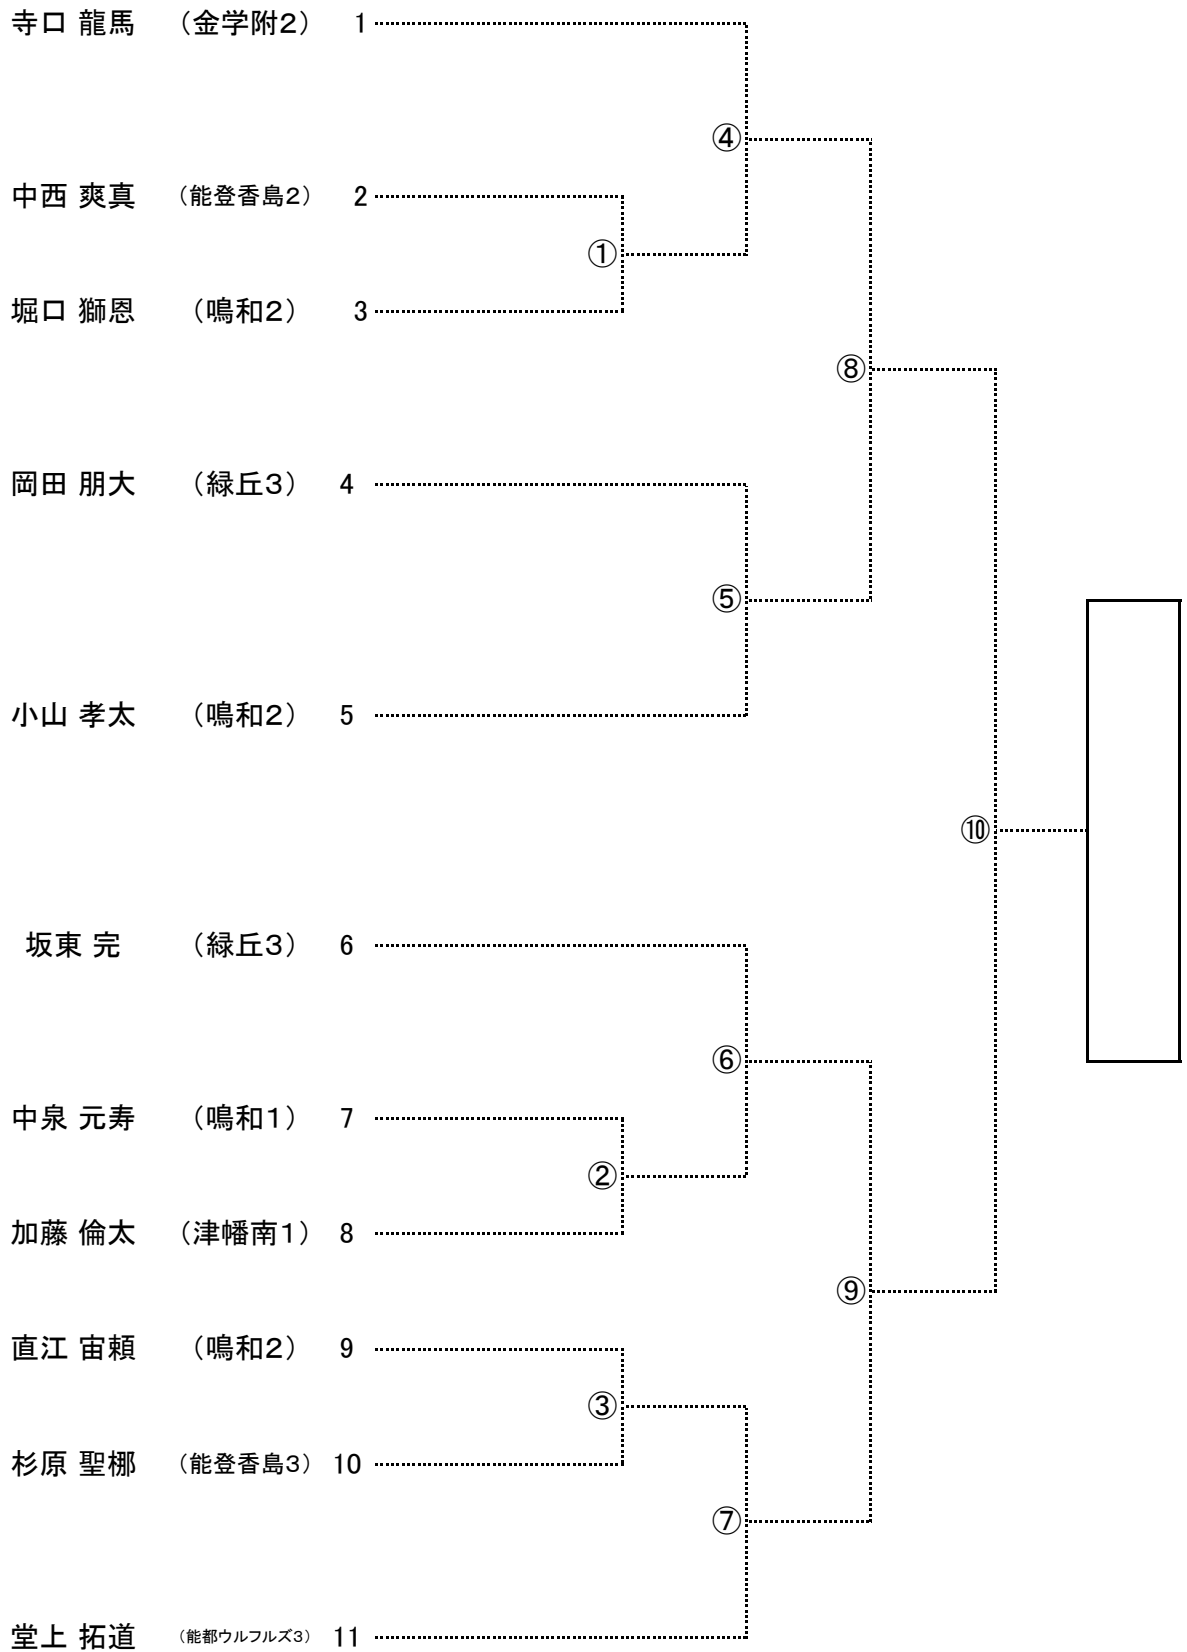 寺口 龍馬 （金学附2） 1
④
中西 爽真 （能登香島2） 2
①
堀口 獅恩 （鳴和2） 3
⑧
岡田 朋大 （緑丘3） 4
⑤
小山 孝太 （鳴和2） 5
⑩
坂東 完 （緑丘3） 6
⑥
中泉 元寿 （鳴和1） 7
②
加藤 倫太 （津幡南1） 8
⑨
直江 宙頼 （鳴和2） 9
③
杉原 聖梛 （能登香島3） 10
⑦
堂上 拓道 （能都ウルフルズ3） 11